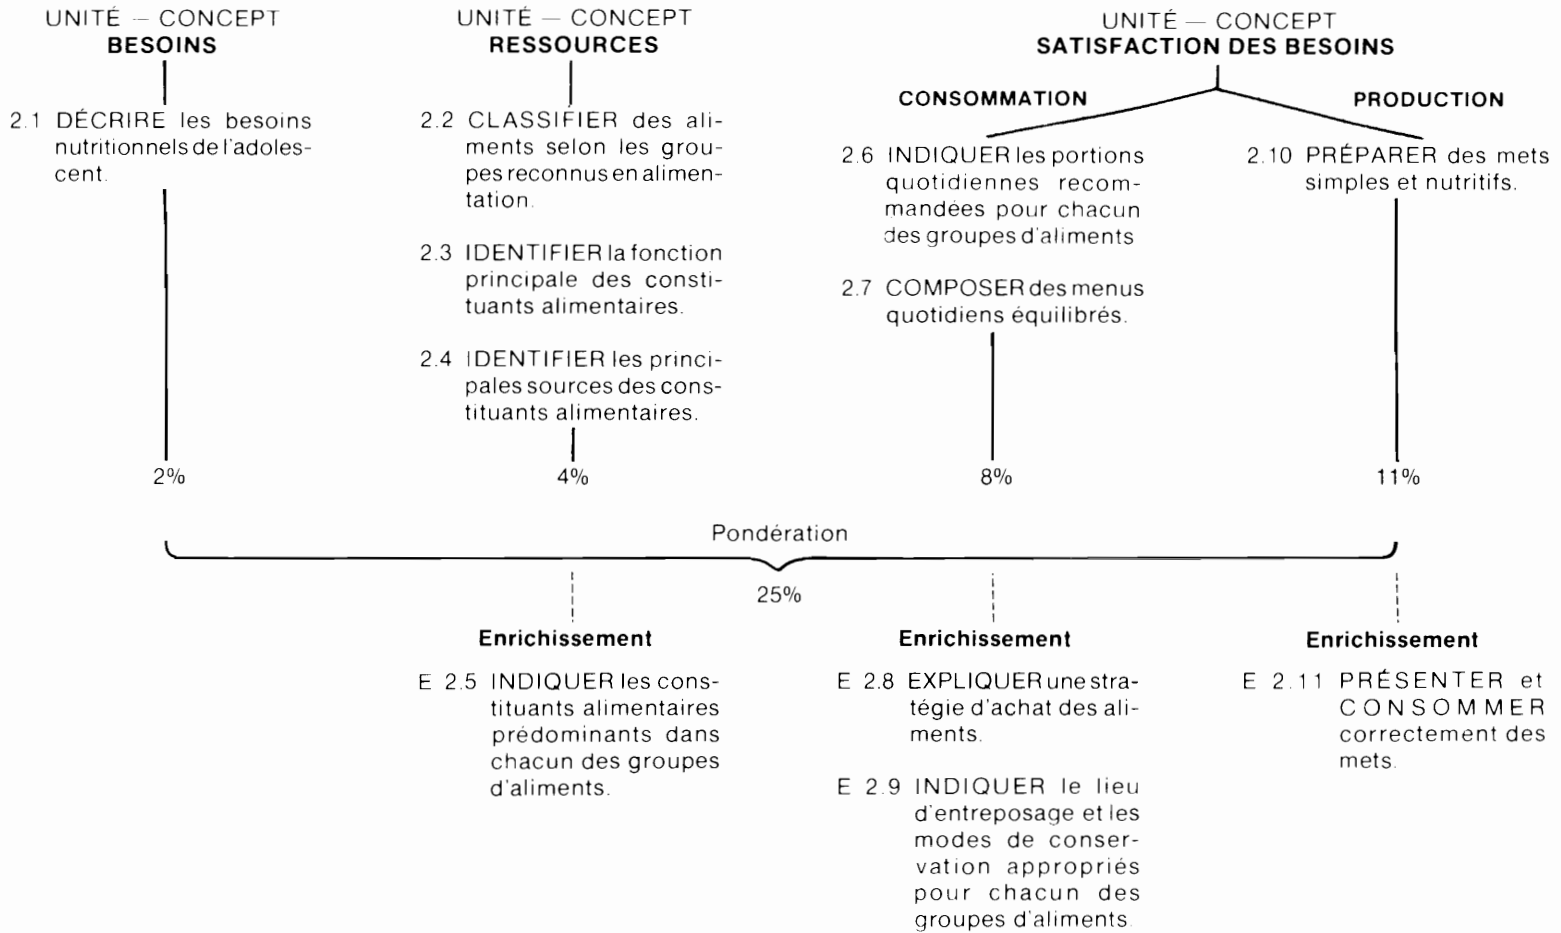 UNITÉ — CONCEPT
BESOINS
2.1 DÉCRIRE les besoins
nutritionnels de l'adoles-
cent.
2%
UNITÉ — CONCEPT
RESSOURCES
2.2 CLASSIFIER des ali-
ments selon les grou-
pes reconnus en alimen-
tation.
2.3 IDENTIFIER la fonction
principale des consti-
tuants alimentaires.
2.4 IDENTIFIER les princi-
pales sources des cons-
tituants alimentaires.
4%
UNITÉ — CONCEPT
SATISFACTION DES BESOINS
CONSOMMATION
2.6 INDIQUER les portions
quotidiennes recom-
mandées pour chacun
des groupes d'aliments
2.7 COMPOSER des menus
quotidiens équilibrés.
8%
PRODUCTION
2.10 PRÉPARER des mets
simples et nutritifs.
11%
Pondération
25%
Enrichissement
E 2.5 INDIQUER les cons-
tituants alimentaires
prédominants dans
chacun des groupes
d'aliments.
Enrichissement
E 2.8 EXPLIQUER une stra-
tégie d'achat des ali-
ments.
E 2.9 INDIQUER le lieu
d'entreposage et les
modes de conser-
vation appropriés
pour chacun des
groupes d'aliments.
Enrichissement
E 2.11 PRÉSENTER et
CONSOMMER
correctement des
mets.